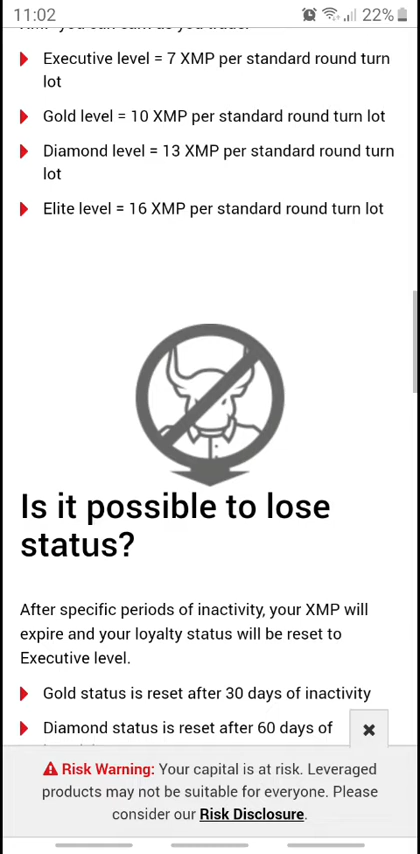 11:02 22%
Executive level = 7 XMP per standard round turn
lot
Gold level = 10 XMP per standard round turn lot
Diamond level = 13 XMP per standard round turn
lot
Elite level = 16 XMP per standard round turn lot
Is it possible to lose
status?
After specific periods of inactivity, your XMP will
expire and your loyalty status will be reset to
Executive level.
Gold status is reset after 30 days of inactivity
Diamond status is reset after 60 days of
Risk Warning: Your capital is at risk. Leveraged
products may not be suitable for everyone. Please
consider our Risk Disclosure.